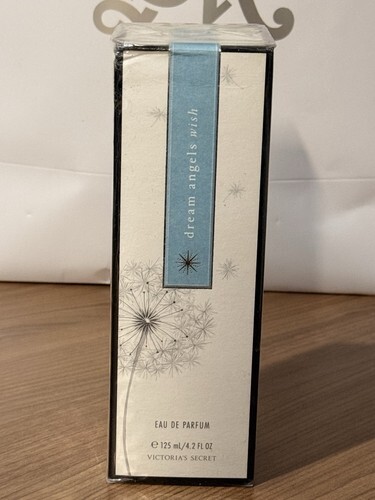 dream angels wish
EAU DE PARFUM
℮ 125 mL/4.2 FL OZ
VICTORIA'S SECRET